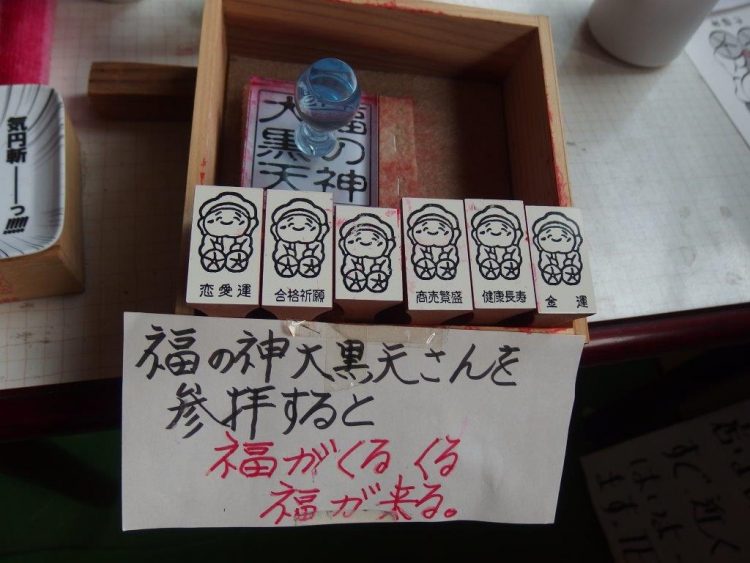 気円斬ーーっ!!!!!
福の神
大黒天
恋愛運
合格祈願
商売繁盛
健康長寿
金運
福の神大黒天さんを
参拝すると
福がくるくる
福が来る。